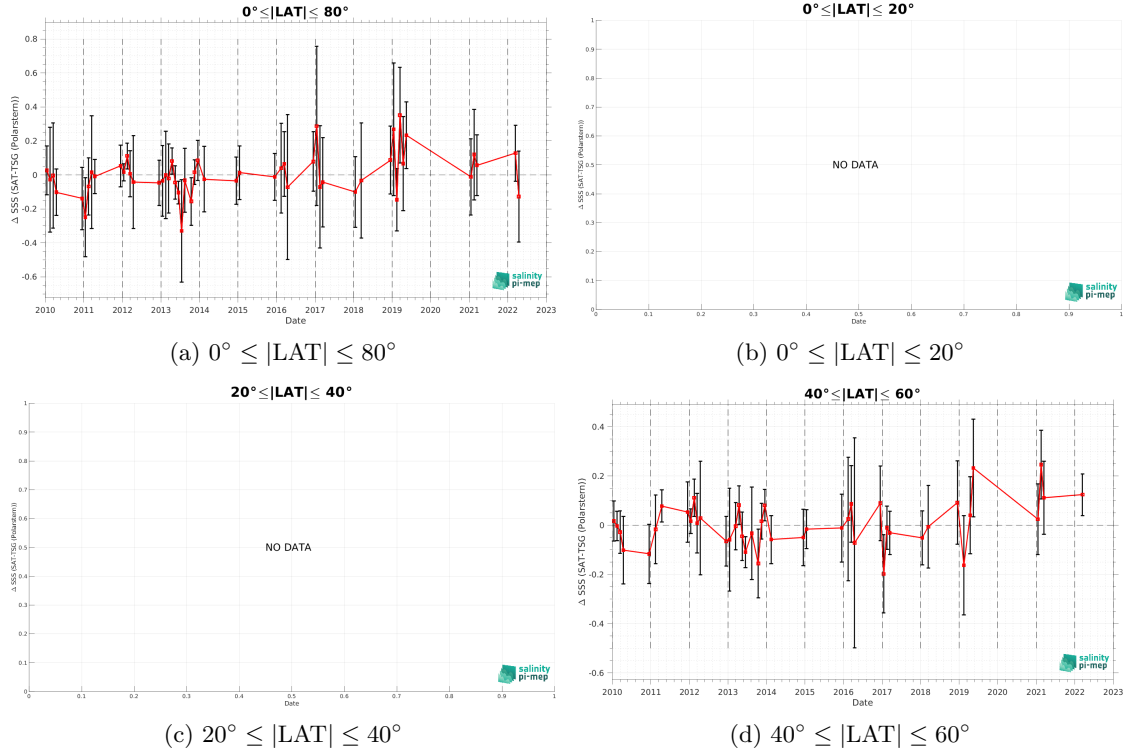 0°≤|LAT|≤ 80°
Δ SSS (SAT-TSG (Polarstern))
0.8
0.6
0.4
0.2
0
-0.2
-0.4
-0.6
2010 2011 2012 2013 2014 2015 2016 2017 2018 2019 2020 2021 2022 2023
Date
salinity
pi-mep
(a) 0° ≤ |LAT| ≤ 80°
0°≤|LAT|≤ 20°
Δ SSS (SAT-TSG (Polarstern))
1
0.9
0.8
0.7
0.6
0.5
0.4
0.3
0.2
0.1
0
NO DATA
0 0.1 0.2 0.3 0.4 0.5 0.6 0.7 0.8 0.9 1
Date
salinity
pi-mep
(b) 0° ≤ |LAT| ≤ 20°
20°≤|LAT|≤ 40°
Δ SSS (SAT-TSG (Polarstern))
1
0.9
0.8
0.7
0.6
0.5
0.4
0.3
0.2
0.1
0
NO DATA
0 0.1 0.2 0.3 0.4 0.5 0.6 0.7 0.8 0.9 1
Date
salinity
pi-mep
(c) 20° ≤ |LAT| ≤ 40°
40°≤|LAT|≤ 60°
Δ SSS (SAT-TSG (Polarstern))
0.4
0.2
0
-0.2
-0.4
-0.6
2010 2011 2012 2013 2014 2015 2016 2017 2018 2019 2020 2021 2022 2023
Date
salinity
pi-mep
(d) 40° ≤ |LAT| ≤ 60°